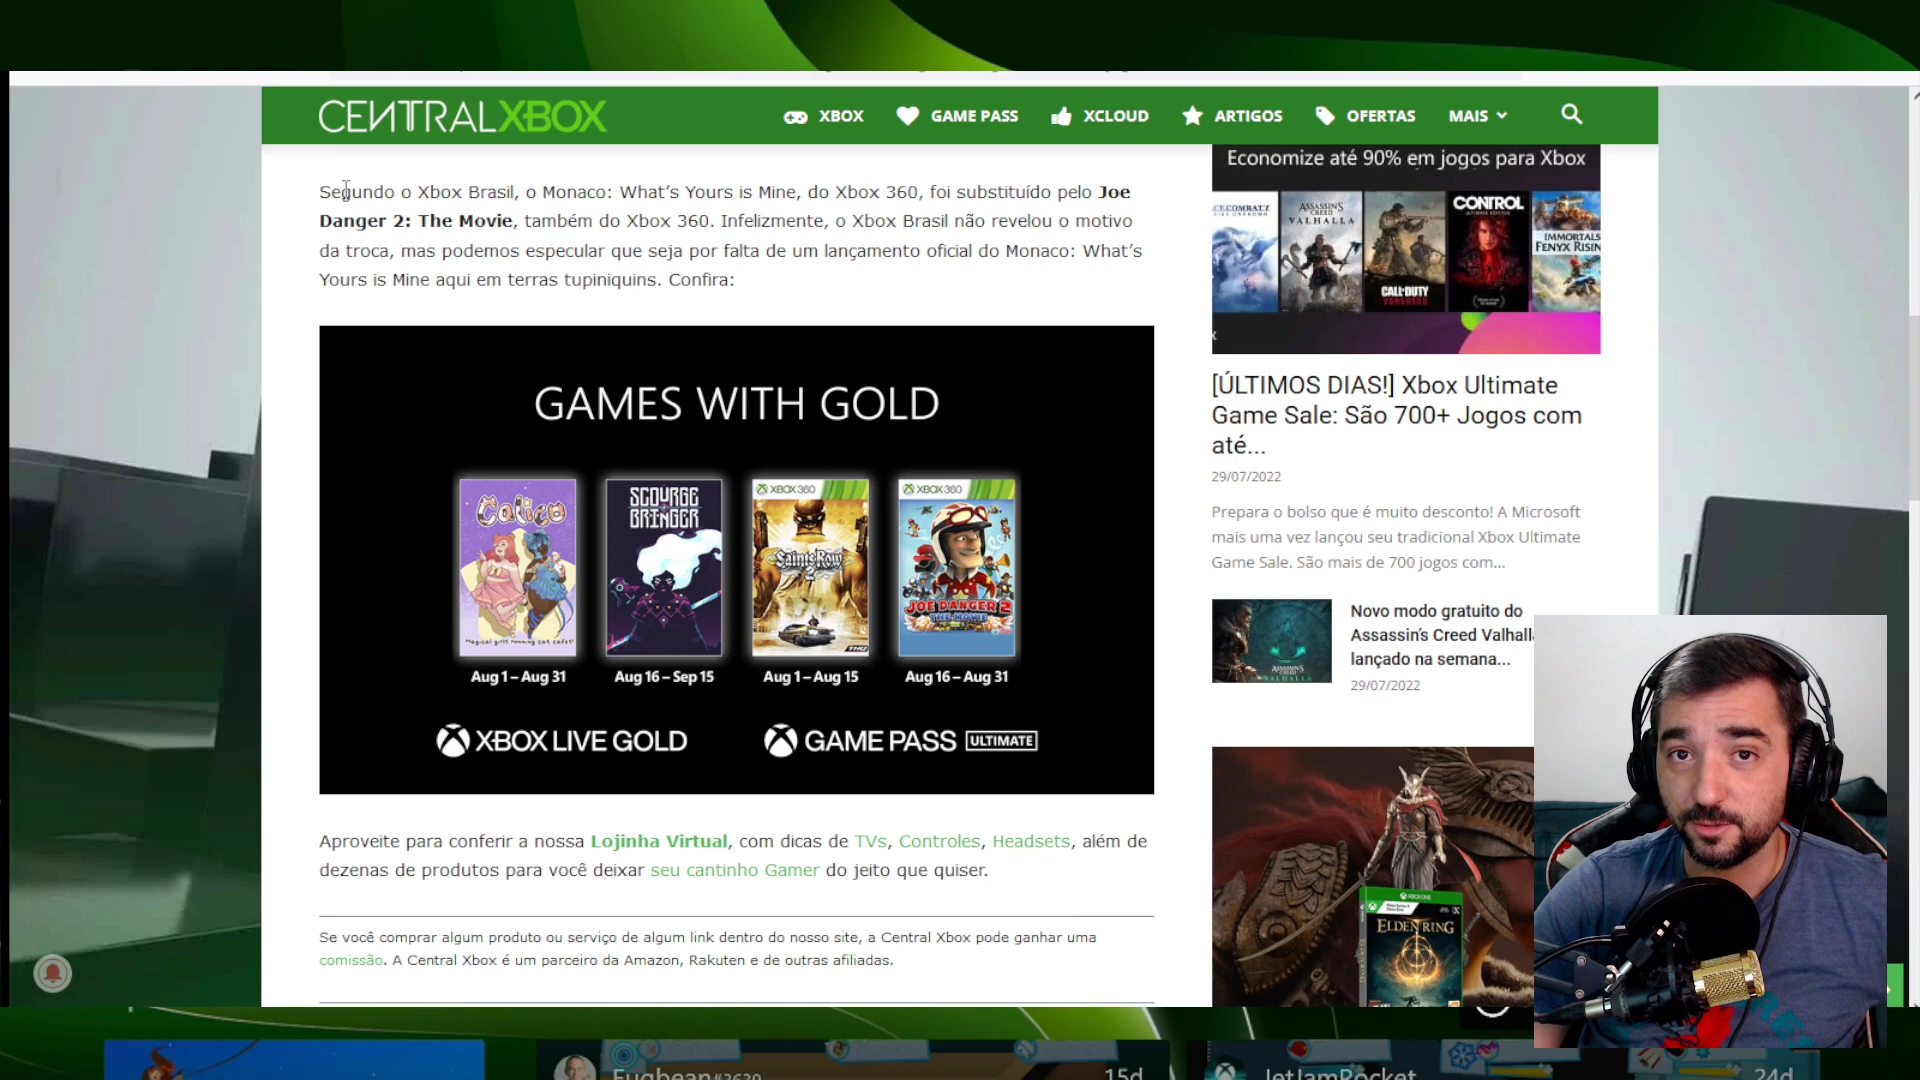 CENTRALXBOX
XBOX
GAME PASS
XCLOUD
ARTIGOS
OFERTAS
MAIS
Segundo o Xbox Brasil, o Monaco: What's Yours is Mine, do Xbox 360, foi substituído pelo Joe
Danger 2: The Movie, também do Xbox 360. Infelizmente, o Xbox Brasil não revelou o motivo
da troca, mas podemos especular que seja por falta de um lançamento oficial do Monaco: What's
Yours is Mine aqui em terras tupiniquins. Confira:
GAMES WITH GOLD
Calico
Magical girls running cat cafés!
SCOURGE
BRINGER
XBOX 360
Saints Row
2
THQ
XBOX 360
JOE DANGER 2
THE MOVIE
Aug 1 – Aug 31
Aug 16 – Sep 15
Aug 1 – Aug 15
Aug 16 – Aug 31
XBOX LIVE GOLD
GAME PASS ULTIMATE
Aproveite para conferir a nossa Lojinha Virtual, com dicas de TVs, Controles, Headsets, além de
dezenas de produtos para você deixar seu cantinho Gamer do jeito que quiser.
Se você comprar algum produto ou serviço de algum link dentro do nosso site, a Central Xbox pode ganhar uma
comissão. A Central Xbox é um parceiro da Amazon, Rakuten e de outras afiliadas.
Economize até 90% em jogos para Xbox
ASSASSIN'S
CREED
VALHALLA
CALL OF DUTY
VANGUARD
CONTROL
IMMORTALS
FENYX RISIN
[ÚLTIMOS DIAS!] Xbox Ultimate
Game Sale: São 700+ Jogos com
até...
29/07/2022
Prepara o bolso que é muito desconto! A Microsoft
mais uma vez lançou seu tradicional Xbox Ultimate
Game Sale. São mais de 700 jogos com...
ASSASSIN'S
VALHALLA
Novo modo gratuito do
Assassin's Creed Valhall
lançado na semana...
29/07/2022
XBOX ONE
ELDEN RING
15d
JetJamRocket
24d